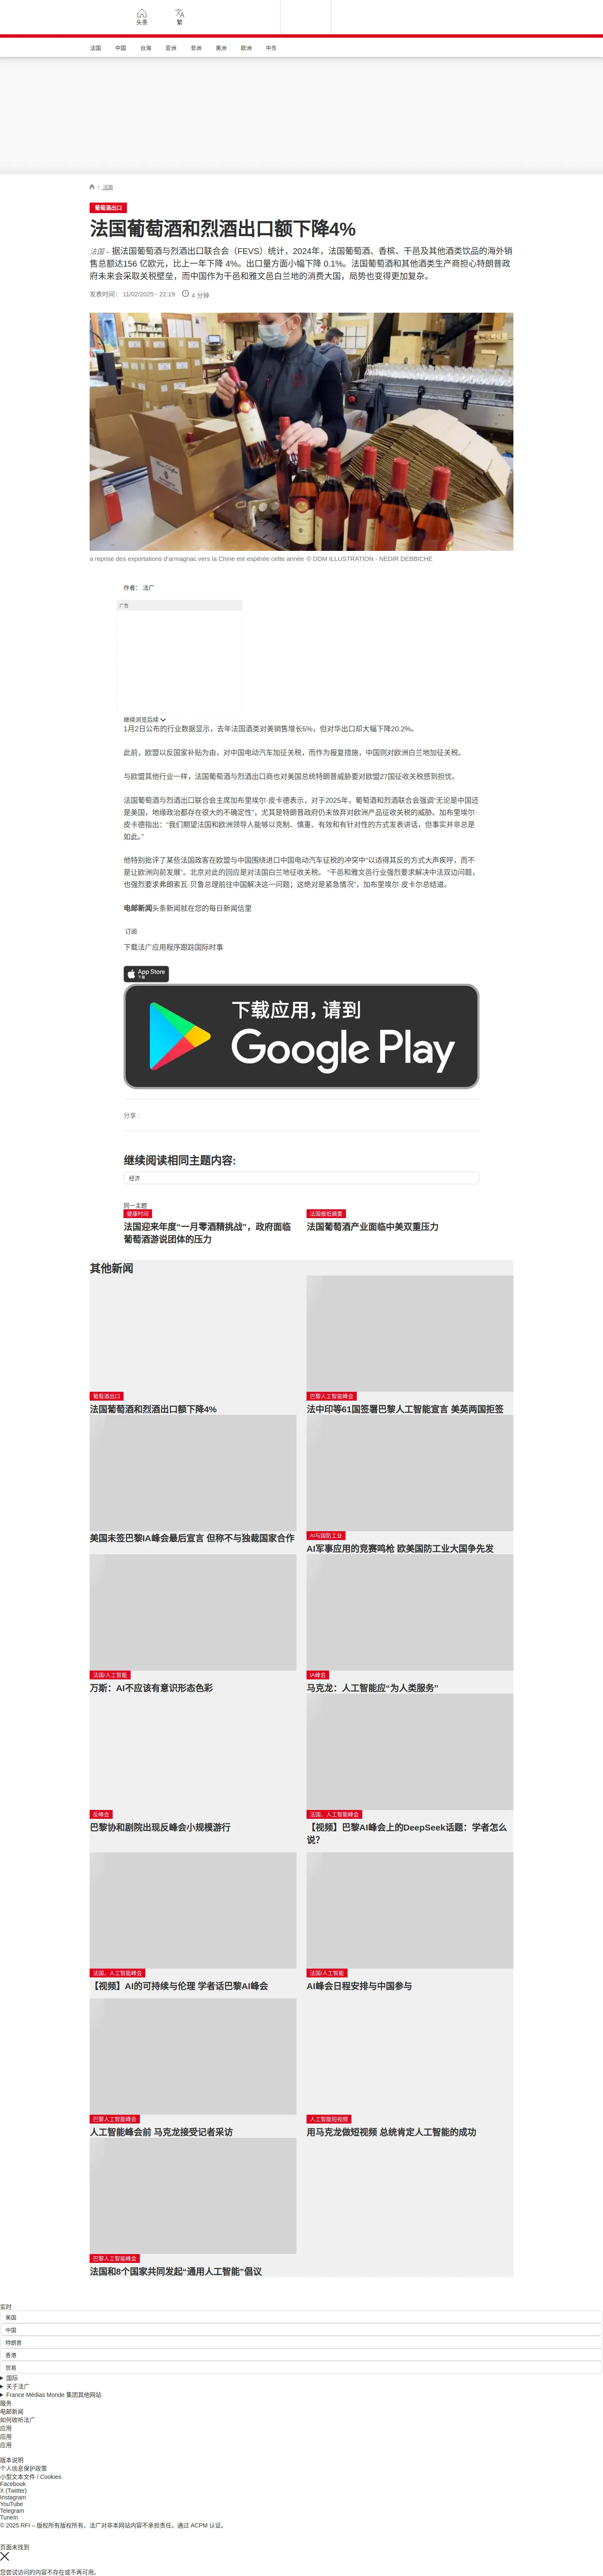 头条
繁
法国
中国
台海
亚洲
非洲
美洲
欧洲
中东
/ 法国
葡萄酒出口
法国葡萄酒和烈酒出口额下降4%
法国 – 据法国葡萄酒与烈酒出口联合会（FEVS）统计，2024年，法国葡萄酒、香槟、干邑及其他酒类饮品的海外销
售总额达156 亿欧元，比上一年下降 4%。出口量方面小幅下降 0.1%。法国葡萄酒和其他酒类生产商担心特朗普政
府未来会采取关税壁垒，而中国作为干邑和雅文邑白兰地的消费大国，局势也变得更加复杂。
发表时间： 11/02/2025 - 22:19
4 分钟
a reprise des exportations d'armagnac vers la Chine est espérée cette année © DDM ILLUSTRATION - NEDIR DEBBICHE
作者： 法广
广告
继续浏览后续
1月2日公布的行业数据显示，去年法国酒类对美销售增长5%，但对华出口却大幅下降20.2%。
此前，欧盟以反国家补贴为由，对中国电动汽车加征关税，而作为报复措施，中国则对欧洲白兰地加征关税。
与欧盟其他行业一样，法国葡萄酒与烈酒出口商也对美国总统特朗普威胁要对欧盟27国征收关税感到担忧。
法国葡萄酒与烈酒出口联合会主席加布里埃尔·皮卡德表示，对于2025年，葡萄酒和烈酒联合会强调“无论是中国还
是美国，地缘政治都存在很大的不确定性”，尤其是特朗普政府仍未放弃对欧洲产品征收关税的威胁。加布里埃尔·
皮卡德指出：“我们期望法国和欧洲领导人能够以克制、慎重、有效和有针对性的方式发表讲话，但事实并非总是
如此。”
他特别批评了某些法国政客在欧盟与中国围绕进口中国电动汽车征税的冲突中“以适得其反的方式大声疾呼，而不
是让欧洲向前发展”。北京对此的回应是对法国白兰地征收关税。 “干邑和雅文邑行业强烈要求解决中法双边问题，
也强烈要求弗朗索瓦·贝鲁总理前往中国解决这一问题；这绝对是紧急情况”，加布里埃尔·皮卡尔总结道。
电邮新闻头条新闻就在您的每日新闻信里
订阅
下载法广应用程序跟踪国际时事
App Store
下载
下载应用，请到
Google Play
分享 :
继续阅读相同主题内容:
经济
同一主题
健康时间
法国迎来年度“一月零酒精挑战”，政府面临
葡萄酒游说团体的压力
法国报纸摘要
法国葡萄酒产业面临中美双重压力
其他新闻
葡萄酒出口
法国葡萄酒和烈酒出口额下降4%
巴黎人工智能峰会
法中印等61国签署巴黎人工智能宣言 美英两国拒签
美国未签巴黎IA峰会最后宣言 但称不与独裁国家合作
AI与国防工业
AI军事应用的竞赛鸣枪 欧美国防工业大国争先发
法国/人工智能
万斯：AI不应该有意识形态色彩
IA峰会
马克龙：人工智能应“为人类服务”
反峰会
巴黎协和剧院出现反峰会小规模游行
法国，人工智能峰会
【视频】巴黎AI峰会上的DeepSeek话题：学者怎么
说？
法国，人工智能峰会
【视频】AI的可持续与伦理 学者话巴黎AI峰会
法国/人工智能
AI峰会日程安排与中国参与
巴黎人工智能峰会
人工智能峰会前 马克龙接受记者采访
人工智能短视频
用马克龙做短视频 总统肯定人工智能的成功
巴黎人工智能峰会
法国和8个国家共同发起“通用人工智能”倡议
实时
美国
中国
特朗普
香港
贸易
国际
关于法广
France Médias Monde 集团其他网站
服务
电邮新闻
如何收听法广
应用
应用
应用
版本说明
个人信息保护政策
小型文本文件 / Cookies
Facebook
X (Twitter)
Instagram
YouTube
Telegram
TuneIn
© 2025 RFI – 版权所有版权所有。法广对非本网站内容不承担责任。通过 ACPM 认证。
页面未找到
您尝试访问的内容不存在或不再可用。